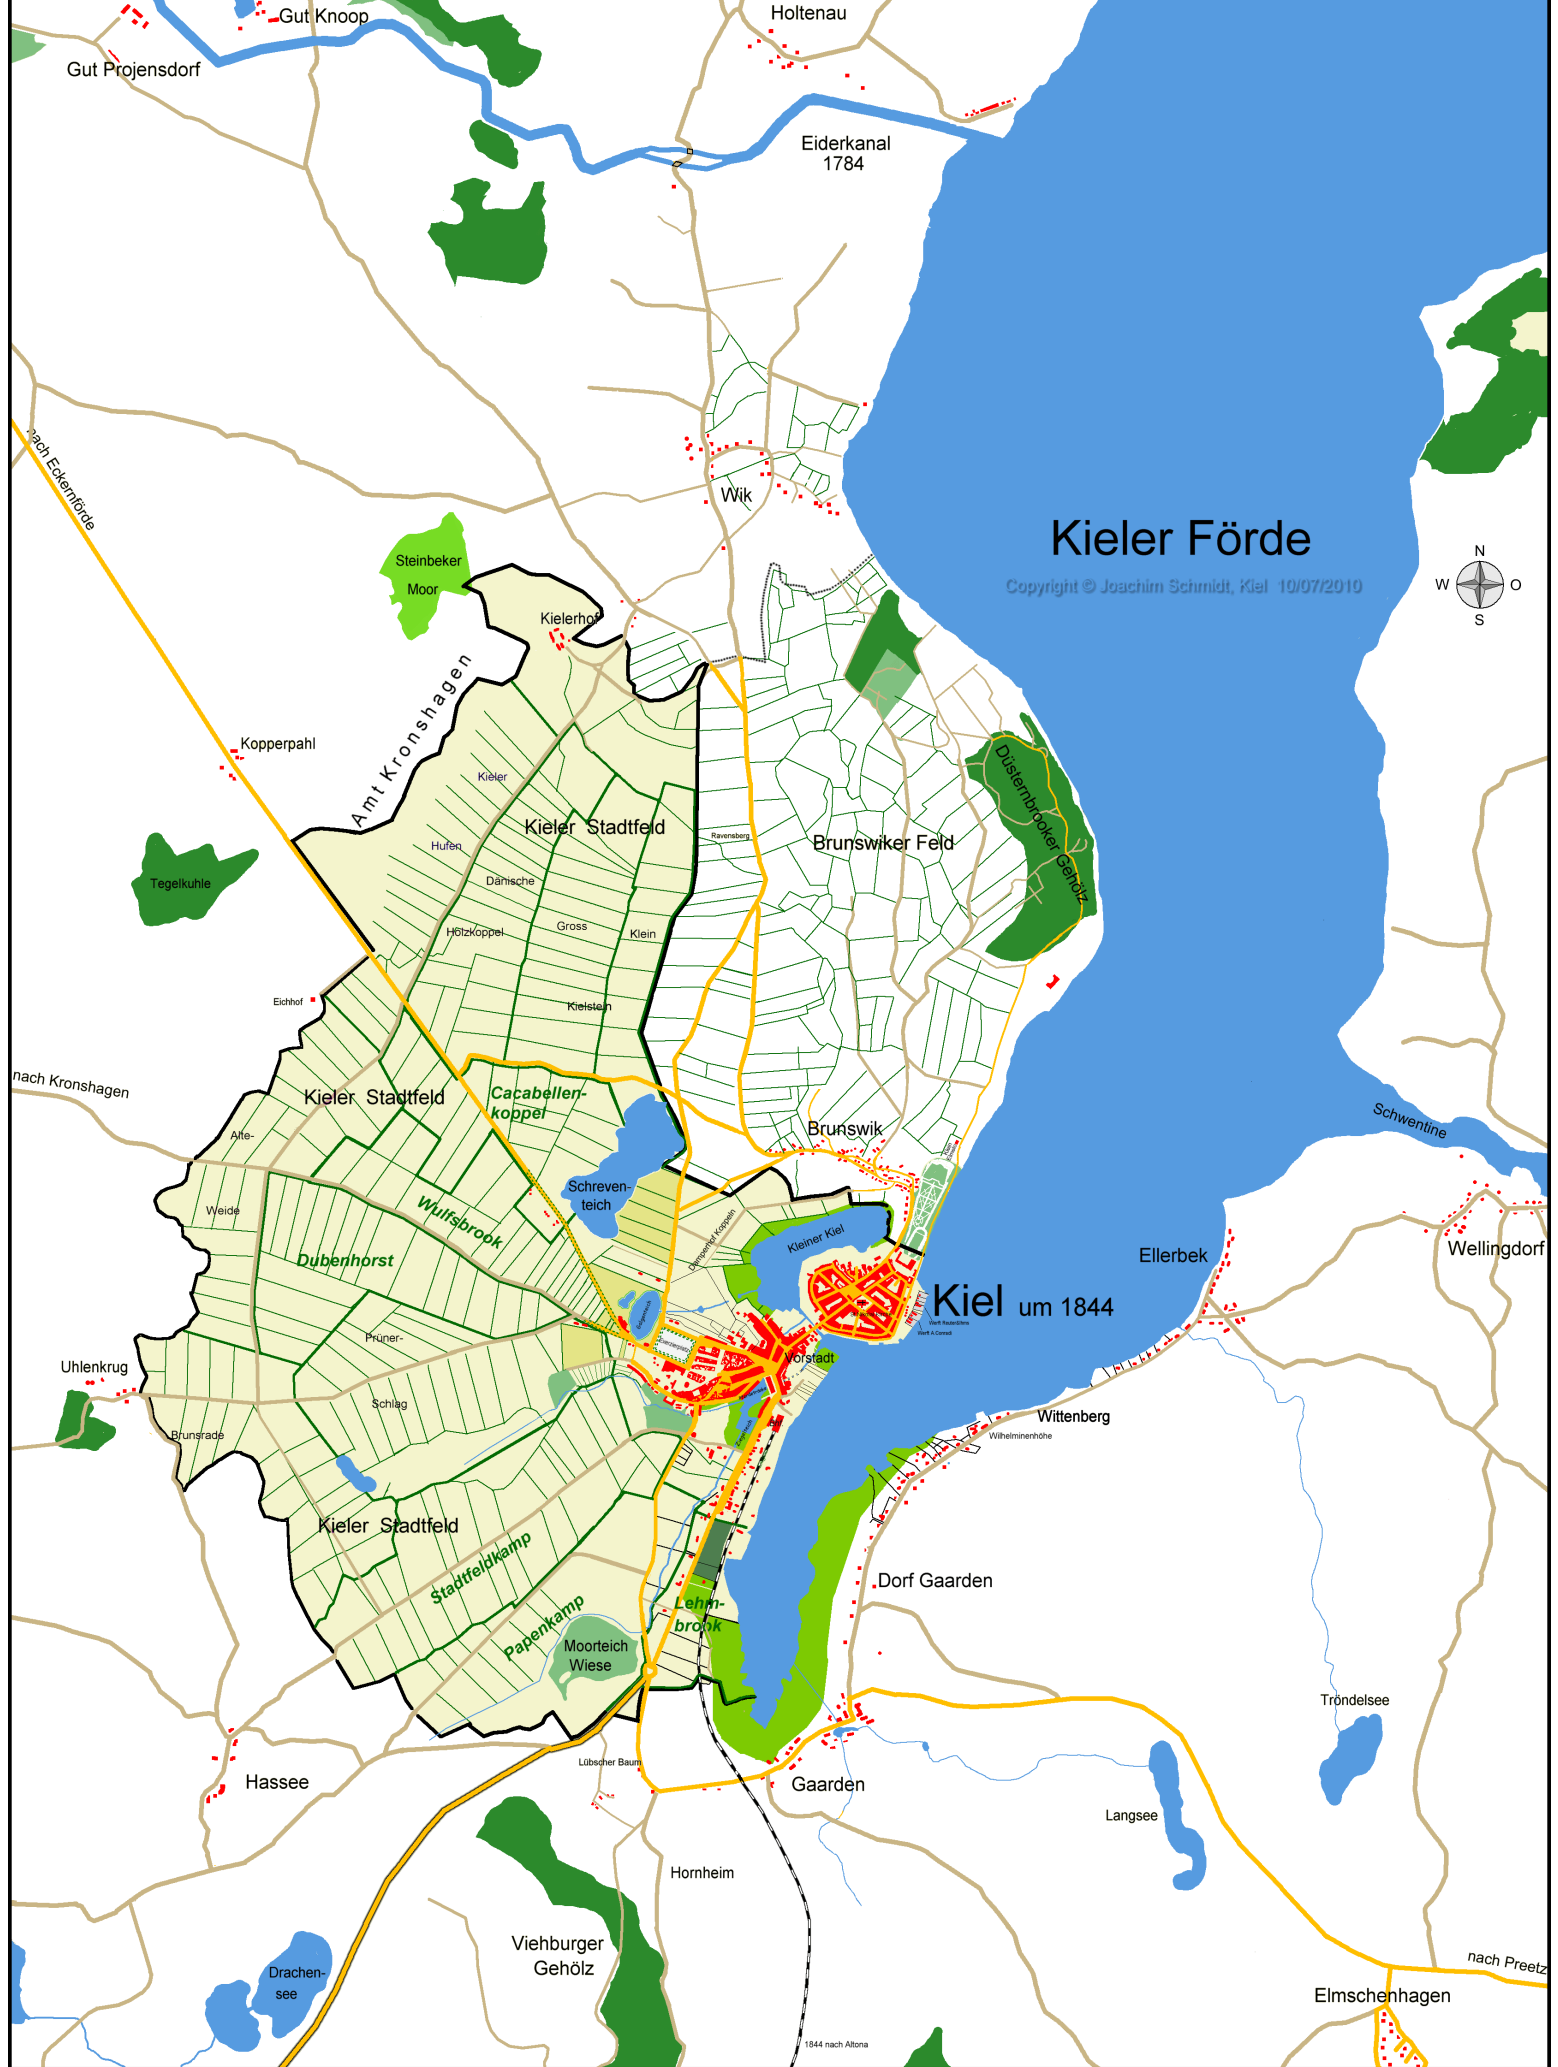 Gut Knoop
Holtenau
Gut Projensdorf
Eiderkanal
1784
nach Eckernförde
Wik
Kieler Förde
Copyright © Joachim Schmidt, Kiel 10/07/2010
N
W
O
S
Steinbeker
Moor
Kielerhof
Amt Kronshagen
Kopperpahl
Kieler
Kieler Stadtfeld
Ravensberg
Brunswiker Feld
Düsternbrooker Gehölz
Hufen
Tegelkuhle
Dänische
Holzkoppel
Gross
Klein
Eichhof
Kielstein
nach Kronshagen
Kieler Stadtfeld
Cacabellen-
koppel
Schwentine
Alte-
Brunswik
Schreven-
teich
Weide
Wulfsbrook
Damperhof Koppeln
Kleiner Kiel
Dubenhorst
Ellerbek
Wellingdorf
Kiel um 1844
Exerzierplatz
Prüner-
Vorstadt
Uhlenkrug
Schlag
Brunsrade
Wittenberg
Wilhelminenhöhe
Kieler Stadtfeld
Stadtfeldkamp
Dorf Gaarden
Papenkamp
Lehm-
brook
Moorteich
Wiese
Tröndelsee
Lübscher Baum
Hassee
Gaarden
Langsee
Hornheim
Viehburger
Gehölz
Drachen-
see
nach Preetz
Elmschenhagen
1844 nach Altona